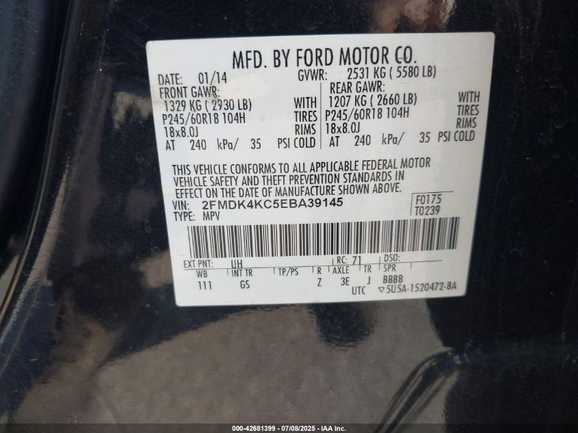 MFD. BY FORD MOTOR CO.
DATE: 01/14 GVWR: 2531 KG ( 5580 LB)
FRONT GAWR: REAR GAWR:
1329 KG ( 2930 LB) WITH 1207 KG ( 2660 LB) WITH
P245/60R18 104H TIRES P245/60R18 104H TIRES
18x8.0J RIMS 18x8.0J RIMS
AT 240 kPa/ 35 PSI COLD AT 240 kPa/ 35 PSI COLD
THIS VEHICLE CONFORMS TO ALL APPLICABLE FEDERAL MOTOR
VEHICLE SAFETY AND THEFT PREVENTION STANDARDS IN
EFFECT ON THE DATE OF MANUFACTURE SHOWN ABOVE.
VIN: 2FMDK4KC5EBA39145 F0175
TYPE: MPV T0239
EXT PNT: UH RC: 71 DSO:
WB INT TR TP/PS R AXLE TR SPR
111 GS Z 3E J BBBB
UTC ▽5U5A-1520472-BA
000-42681399 | 07/08/2025 | IAAI.com